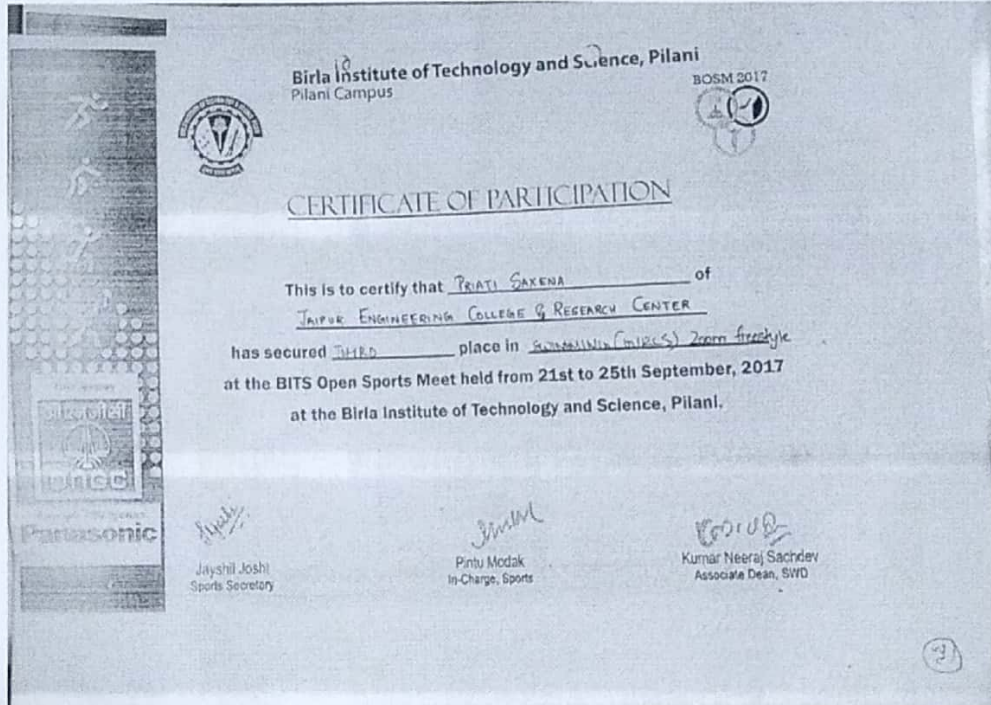 Birla Institute of Technology and Science, Pilani
Pilani Campus
BOSM 2017
CERTIFICATE OF PARTICIPATION
This is to certify that PRIATI SAXENA of
JAIPUR ENGINEERING COLLEGE & RESEARCH CENTER
has secured THIRD place in SWIMMING (GIRLS) 200m freestyle
at the BITS Open Sports Meet held from 21st to 25th September, 2017
at the Birla Institute of Technology and Science, Pilani.
ongc
Panasonic
Jayshil Joshi
Sports Secretary
Pintu Modak
In-Charge, Sports
Kumar Neeraj Sachdev
Associate Dean, SWD